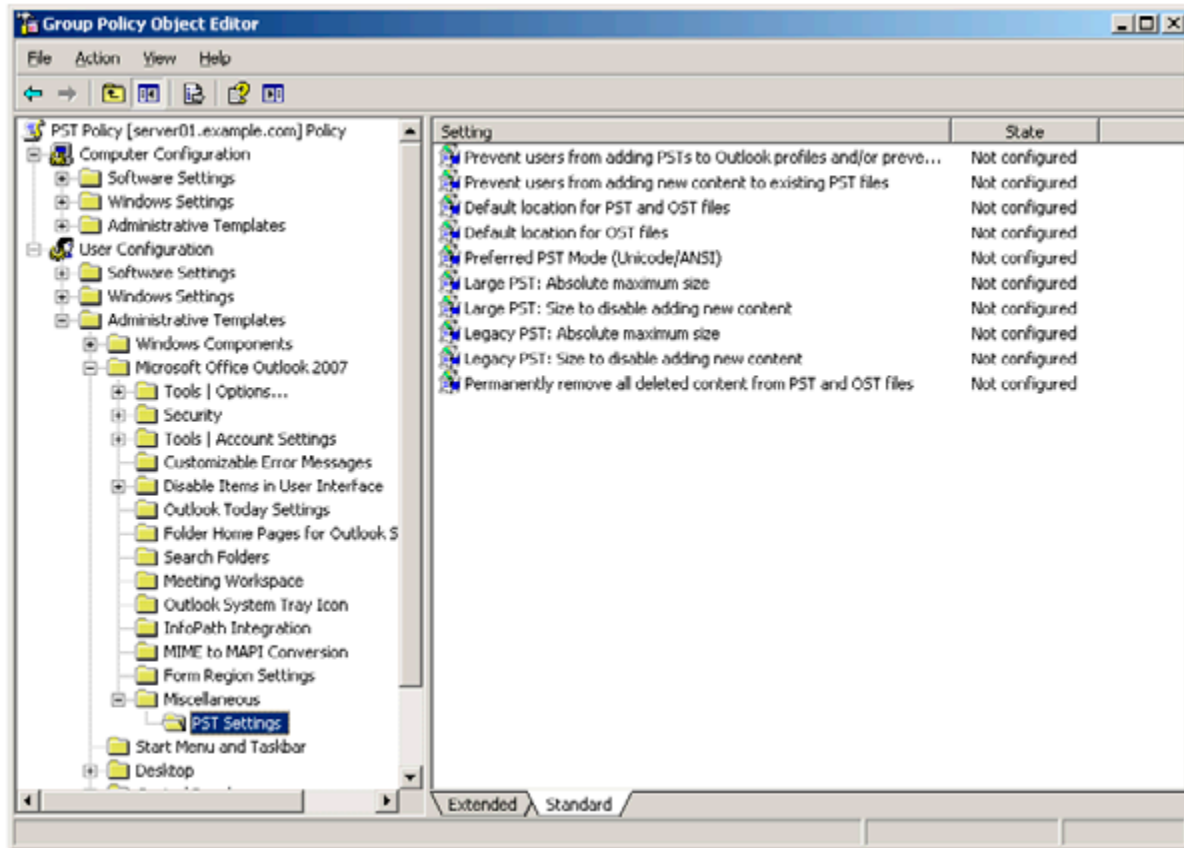 Group Policy Object Editor
File Action View Help
PST Policy [server01.example.com] Policy
Computer Configuration
Software Settings
Windows Settings
Administrative Templates
User Configuration
Software Settings
Windows Settings
Administrative Templates
Windows Components
Microsoft Office Outlook 2007
Tools | Options...
Security
Tools | Account Settings
Customizable Error Messages
Disable Items in User Interface
Outlook Today Settings
Folder Home Pages for Outlook S
Search Folders
Meeting Workspace
Outlook System Tray Icon
InfoPath Integration
MIME to MAPI Conversion
Form Region Settings
Miscellaneous
PST Settings
Start Menu and Taskbar
Desktop
Setting State
Prevent users from adding PSTs to Outlook profiles and/or preve... Not configured
Prevent users from adding new content to existing PST files Not configured
Default location for PST and OST files Not configured
Default location for OST files Not configured
Preferred PST Mode (Unicode/ANSI) Not configured
Large PST: Absolute maximum size Not configured
Large PST: Size to disable adding new content Not configured
Legacy PST: Absolute maximum size Not configured
Legacy PST: Size to disable adding new content Not configured
Permanently remove all deleted content from PST and OST files Not configured
Extended Standard